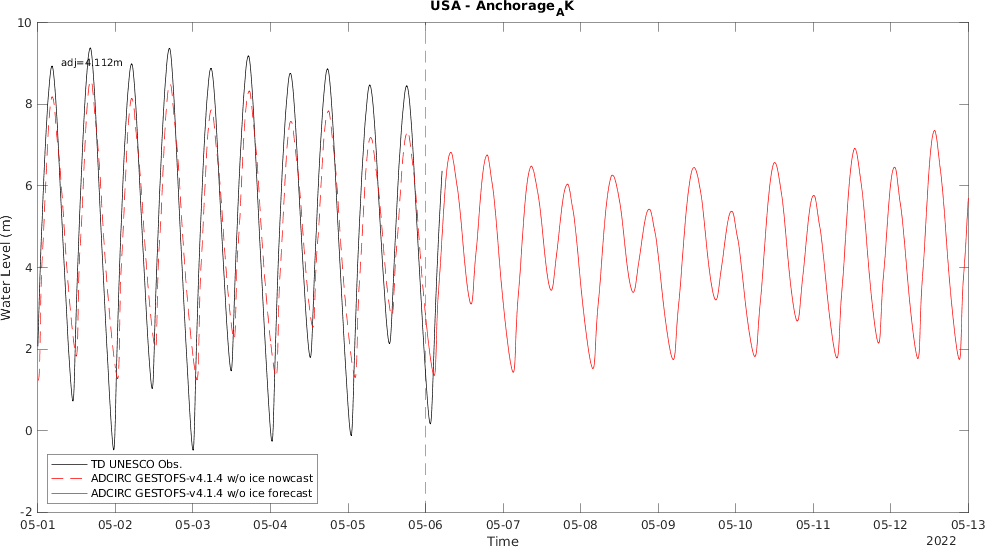 USA - Anchorage_AK
adj=4.112m
10
8
6
4
2
0
-2
Water Level (m)
TD UNESCO Obs.
ADCIRC GESTOFS-v4.1.4 w/o ice nowcast
ADCIRC GESTOFS-v4.1.4 w/o ice forecast
05-01 05-02 05-03 05-04 05-05 05-06 05-07 05-08 05-09 05-10 05-11 05-12 05-13
Time
2022